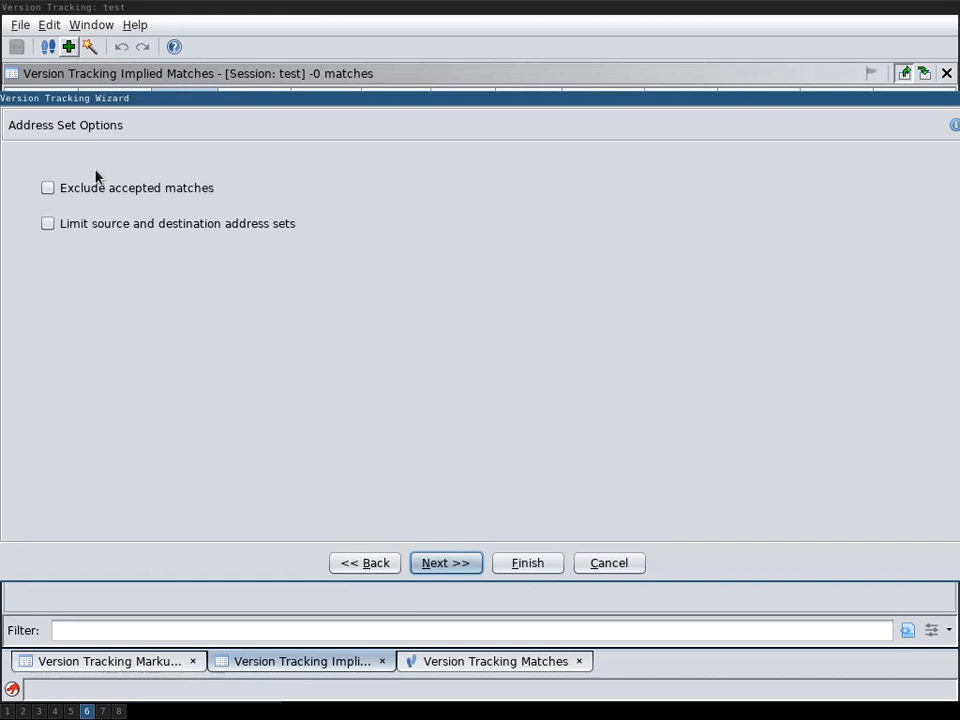 Version Tracking: test
File Edit Window Help
Version Tracking Implied Matches - [Session: test] -0 matches
Version Tracking Wizard
Address Set Options
Exclude accepted matches
Limit source and destination address sets
<< Back Next >> Finish Cancel
Filter:
Version Tracking Marku... × Version Tracking Impli... × Version Tracking Matches ×
1 2 3 4 5 6 7 8